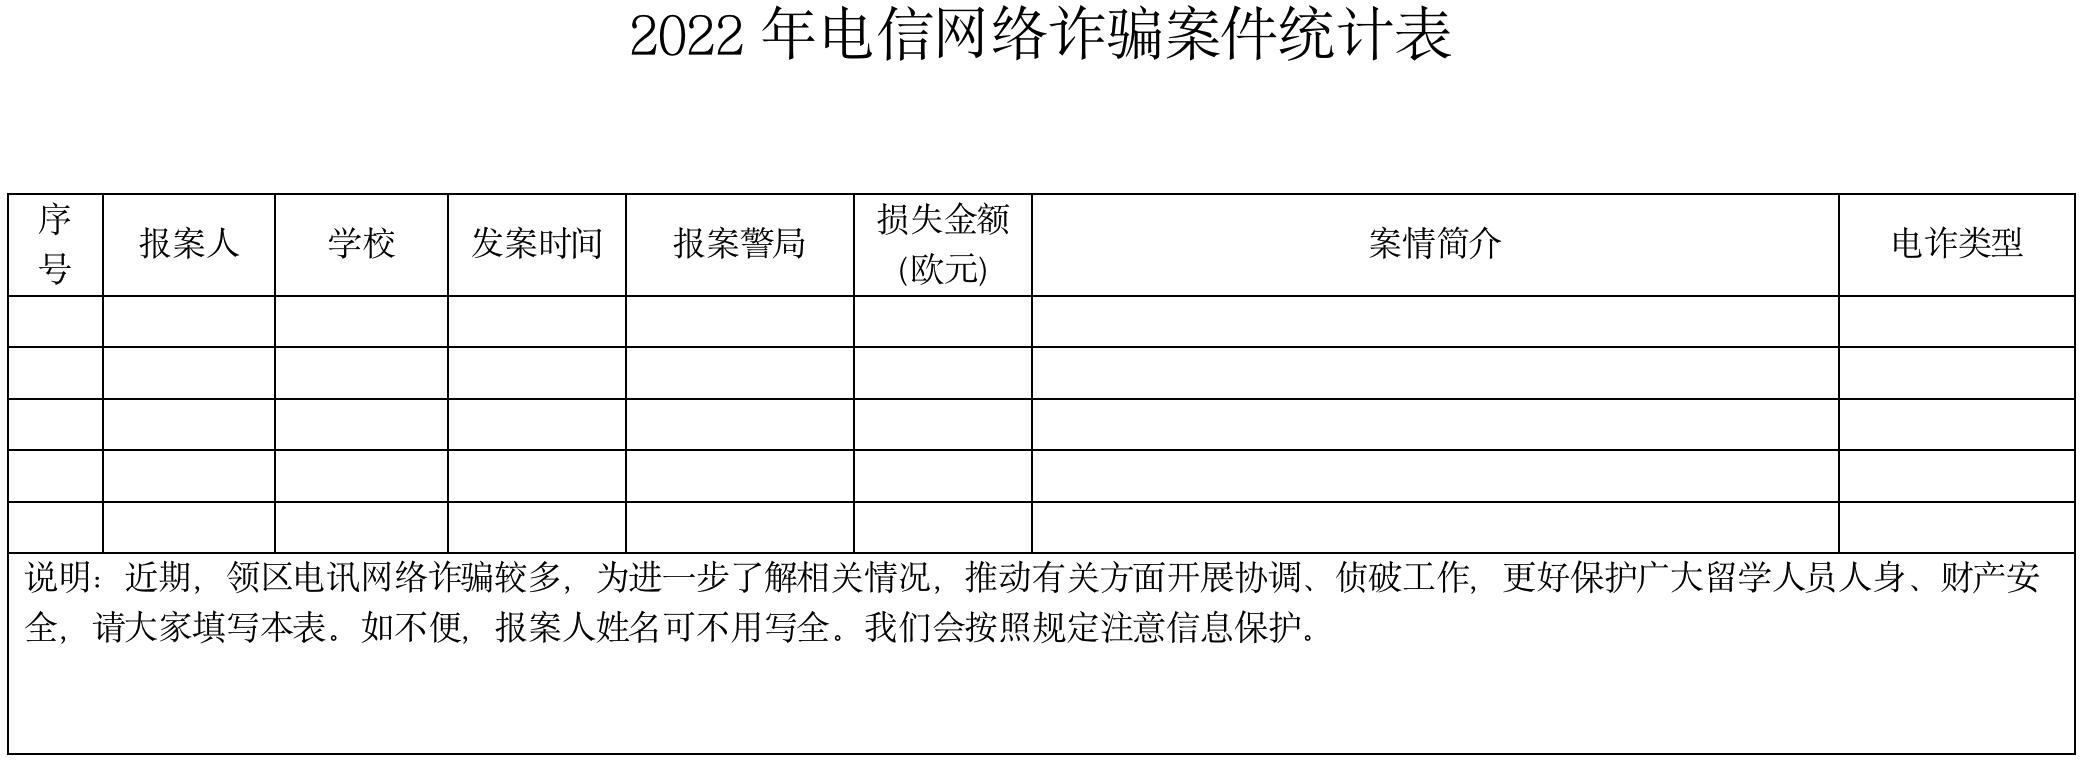 2022 年电信网络诈骗案件统计表
序号
报案人
学校
发案时间
报案警局
损失金额
(欧元)
案情简介
电诈类型
说明：近期，领区电讯网络诈骗较多，为进一步了解相关情况，推动有关方面开展协调、侦破工作，更好保护广大留学人员人身、财产安
全，请大家填写本表。如不便，报案人姓名可不用写全。我们会按照规定注意信息保护。